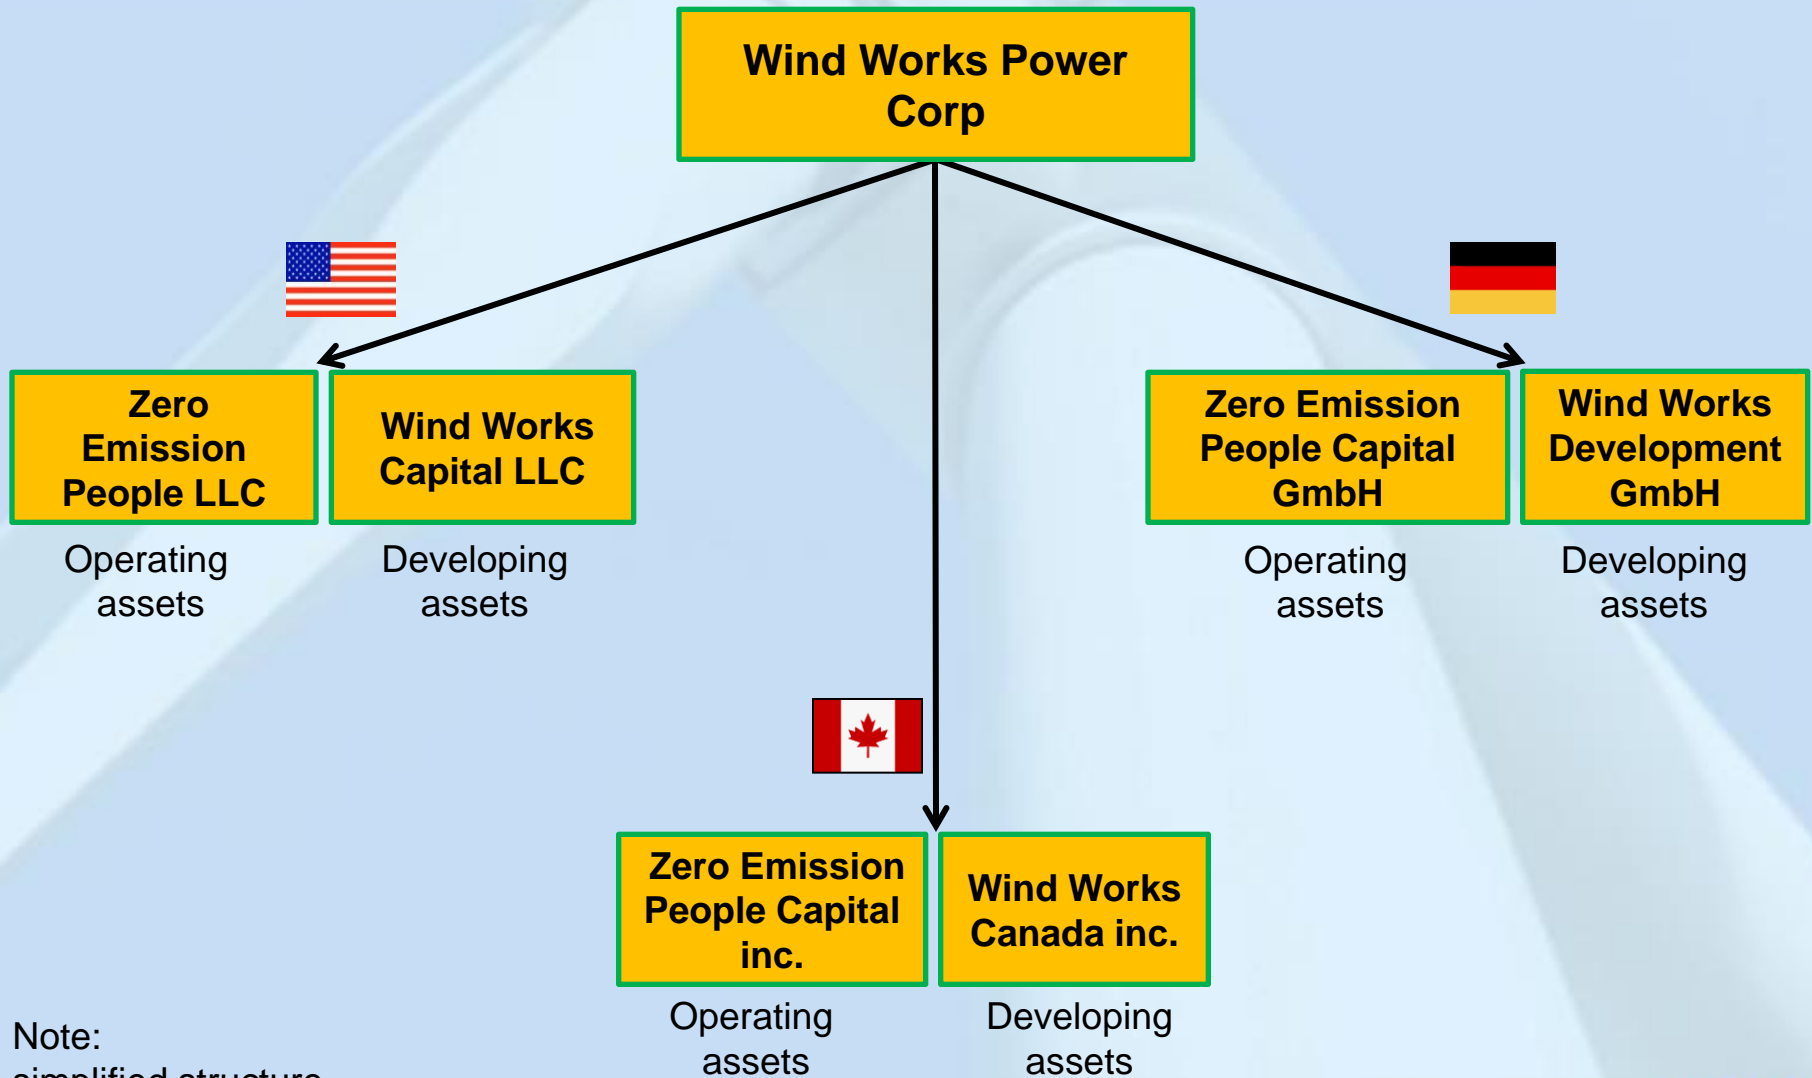 Wind Works Power
Corp
Zero
Emission
People LLC
Wind Works
Capital LLC
Zero Emission
People Capital
GmbH
Wind Works
Development
GmbH
Operating
assets
Developing
assets
Operating
assets
Developing
assets
Zero Emission
People Capital
inc.
Wind Works
Canada inc.
Operating
assets
Developing
assets
Note:
simplified structure